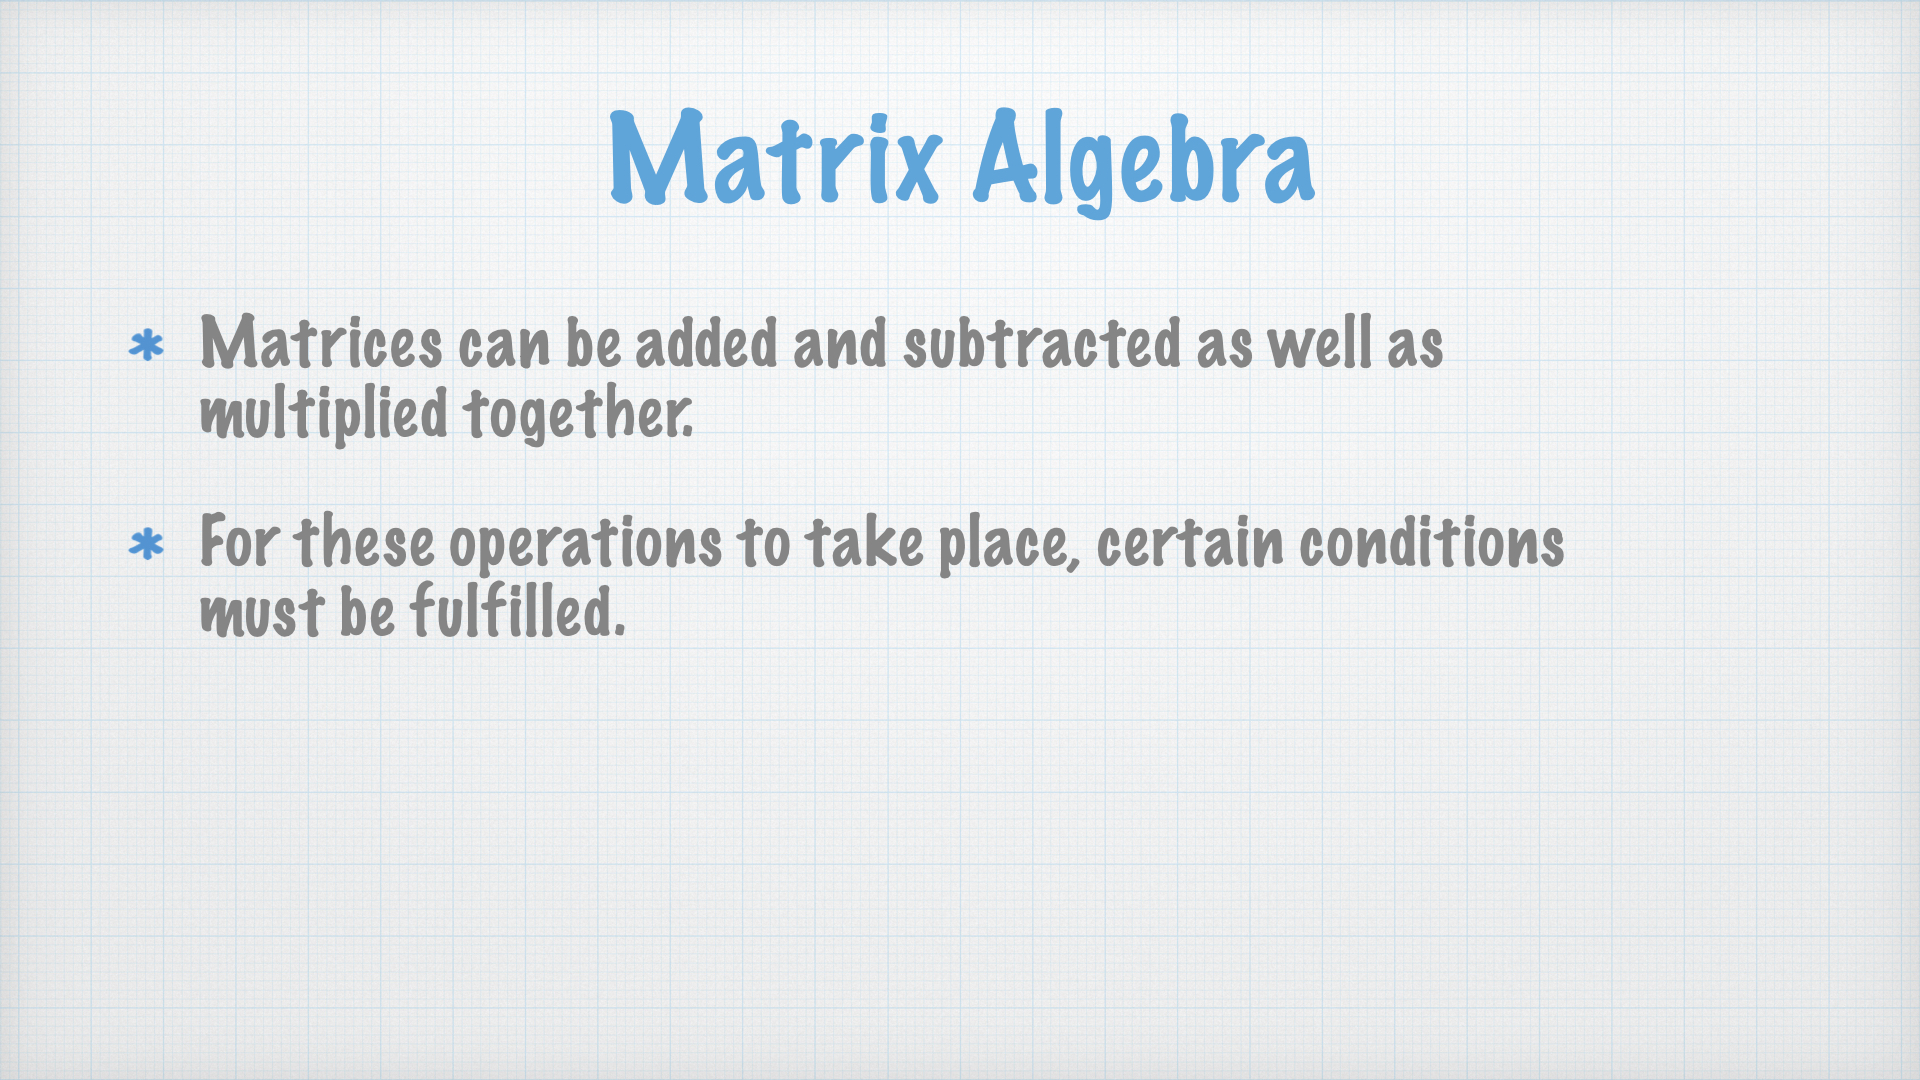 Matrix Algebra
* Matrices can be added and subtracted as well as
multiplied together.
* For these operations to take place, certain conditions
must be fulfilled.